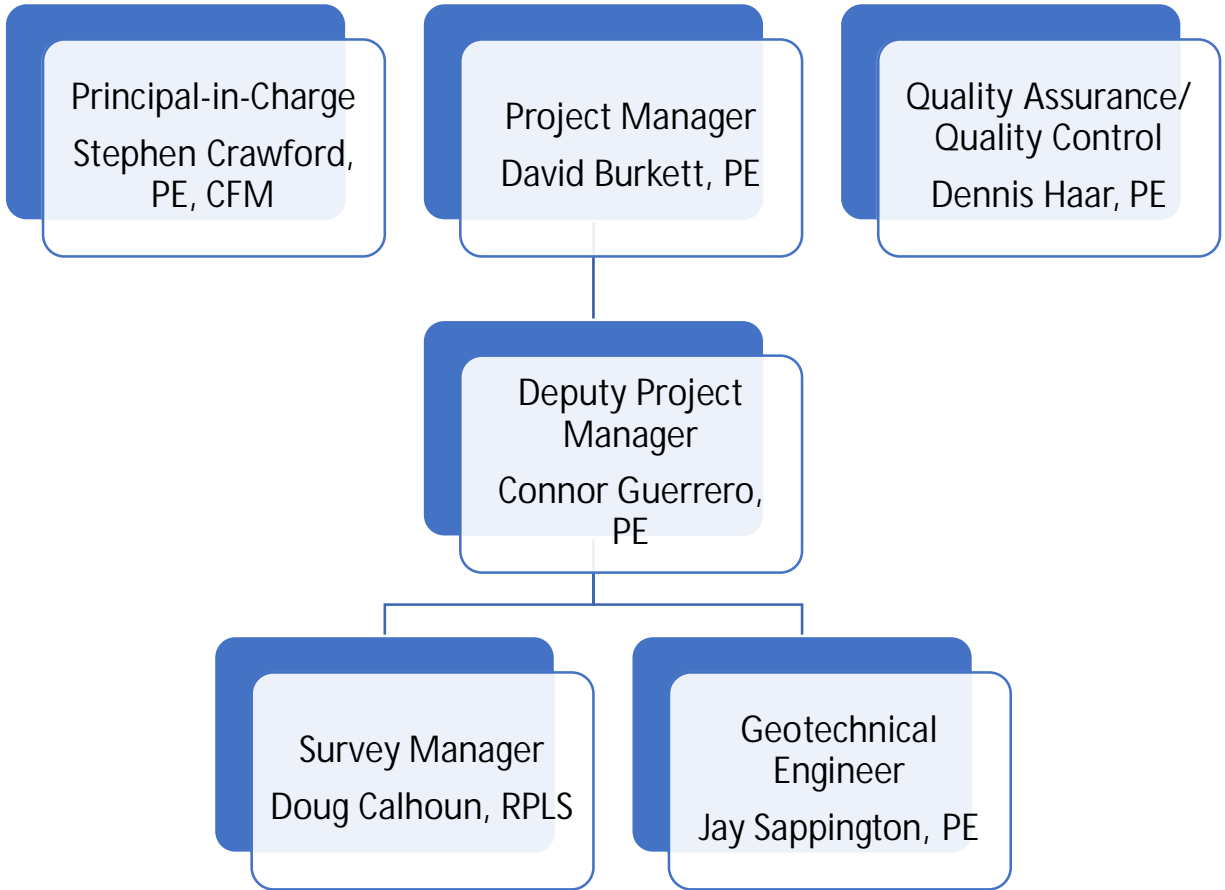 Principal-in-Charge
Stephen Crawford,
PE, CFM
Project Manager
David Burkett, PE
Quality Assurance/
Quality Control
Dennis Haar, PE
Deputy Project
Manager
Connor Guerrero,
PE
Survey Manager
Doug Calhoun, RPLS
Geotechnical
Engineer
Jay Sappington, PE